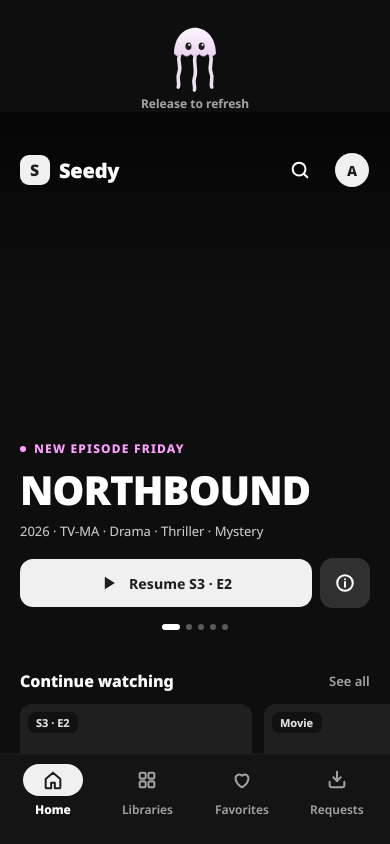 Release to refresh
S Seedy A
NEW EPISODE FRIDAY
NORTHBOUND
2026 · TV-MA · Drama · Thriller · Mystery
Resume S3 · E2
Continue watching See all
S3 · E2 Movie
Home Libraries Favorites Requests